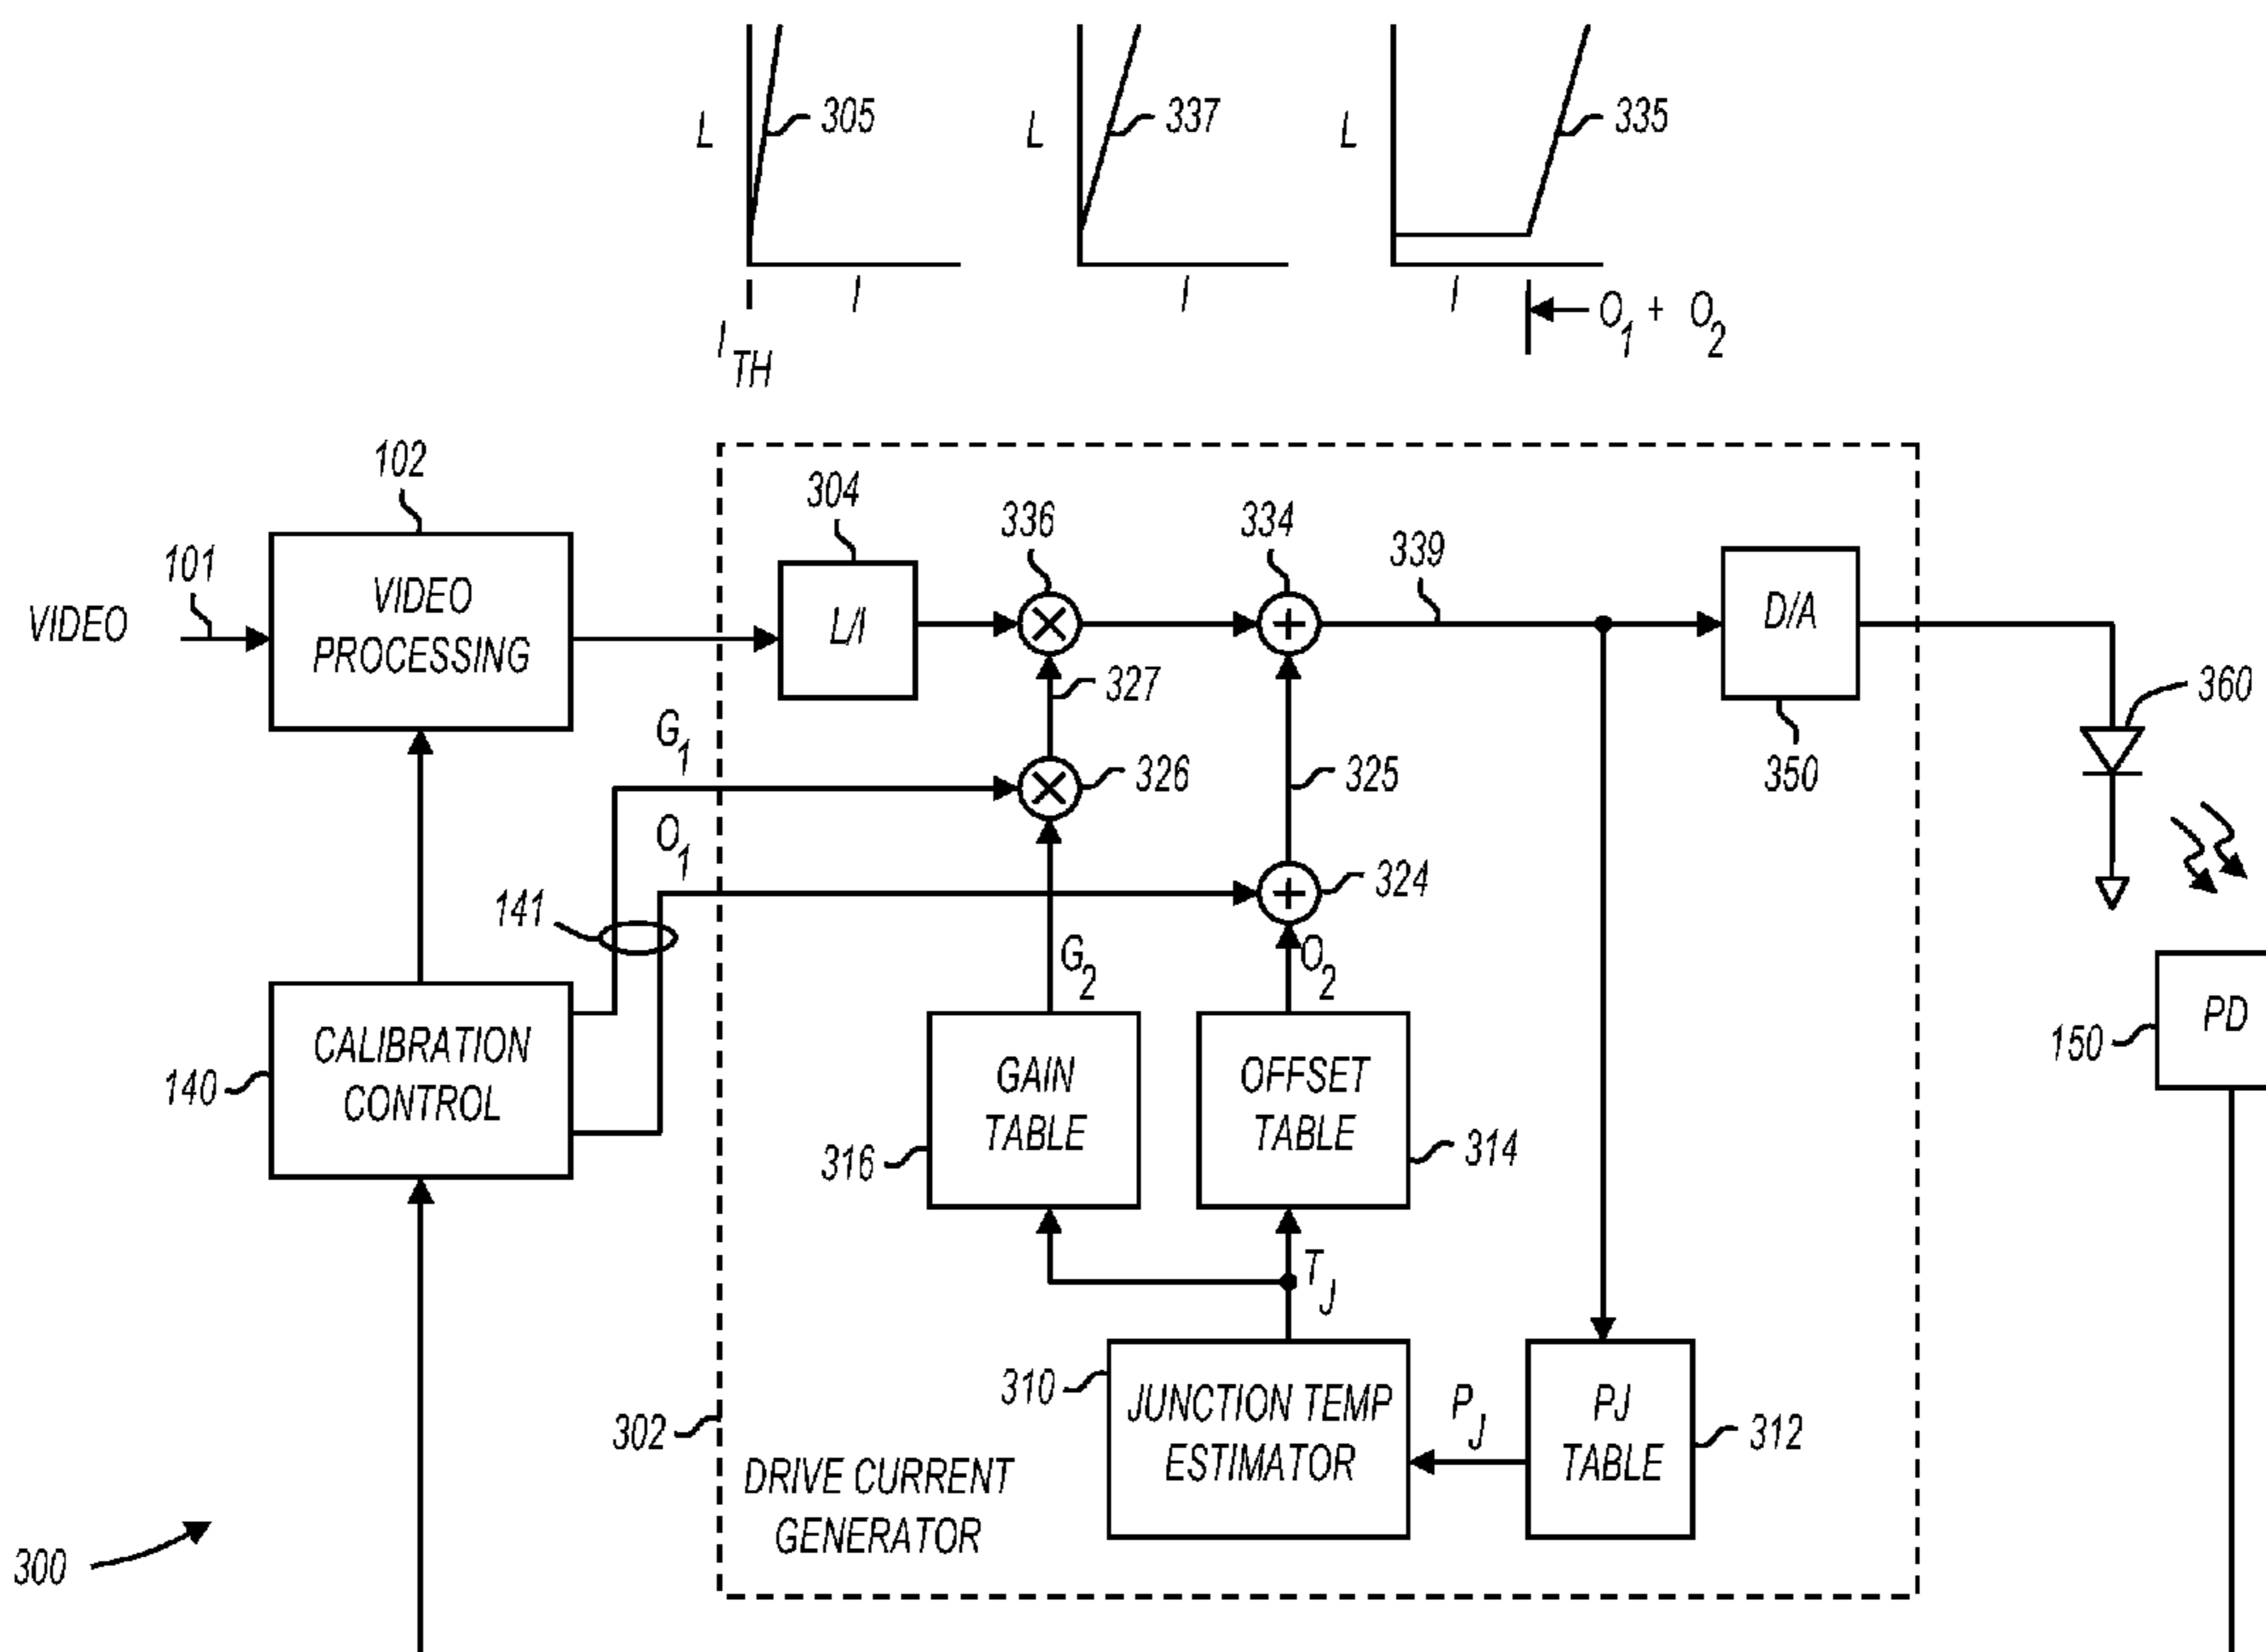 L
305
I
I TH
L
337
I
L
335
I
O1 + O2
VIDEO
101
102
VIDEO
PROCESSING
304
L/I
336
334
339
D/A
350
360
327
G1
326
325
O1
324
141
G2
O2
140
CALIBRATION
CONTROL
GAIN
TABLE
316
OFFSET
TABLE
314
150
PD
TJ
310
JUNCTION TEMP
ESTIMATOR
PJ
PJ
TABLE
312
302
DRIVE CURRENT
GENERATOR
300